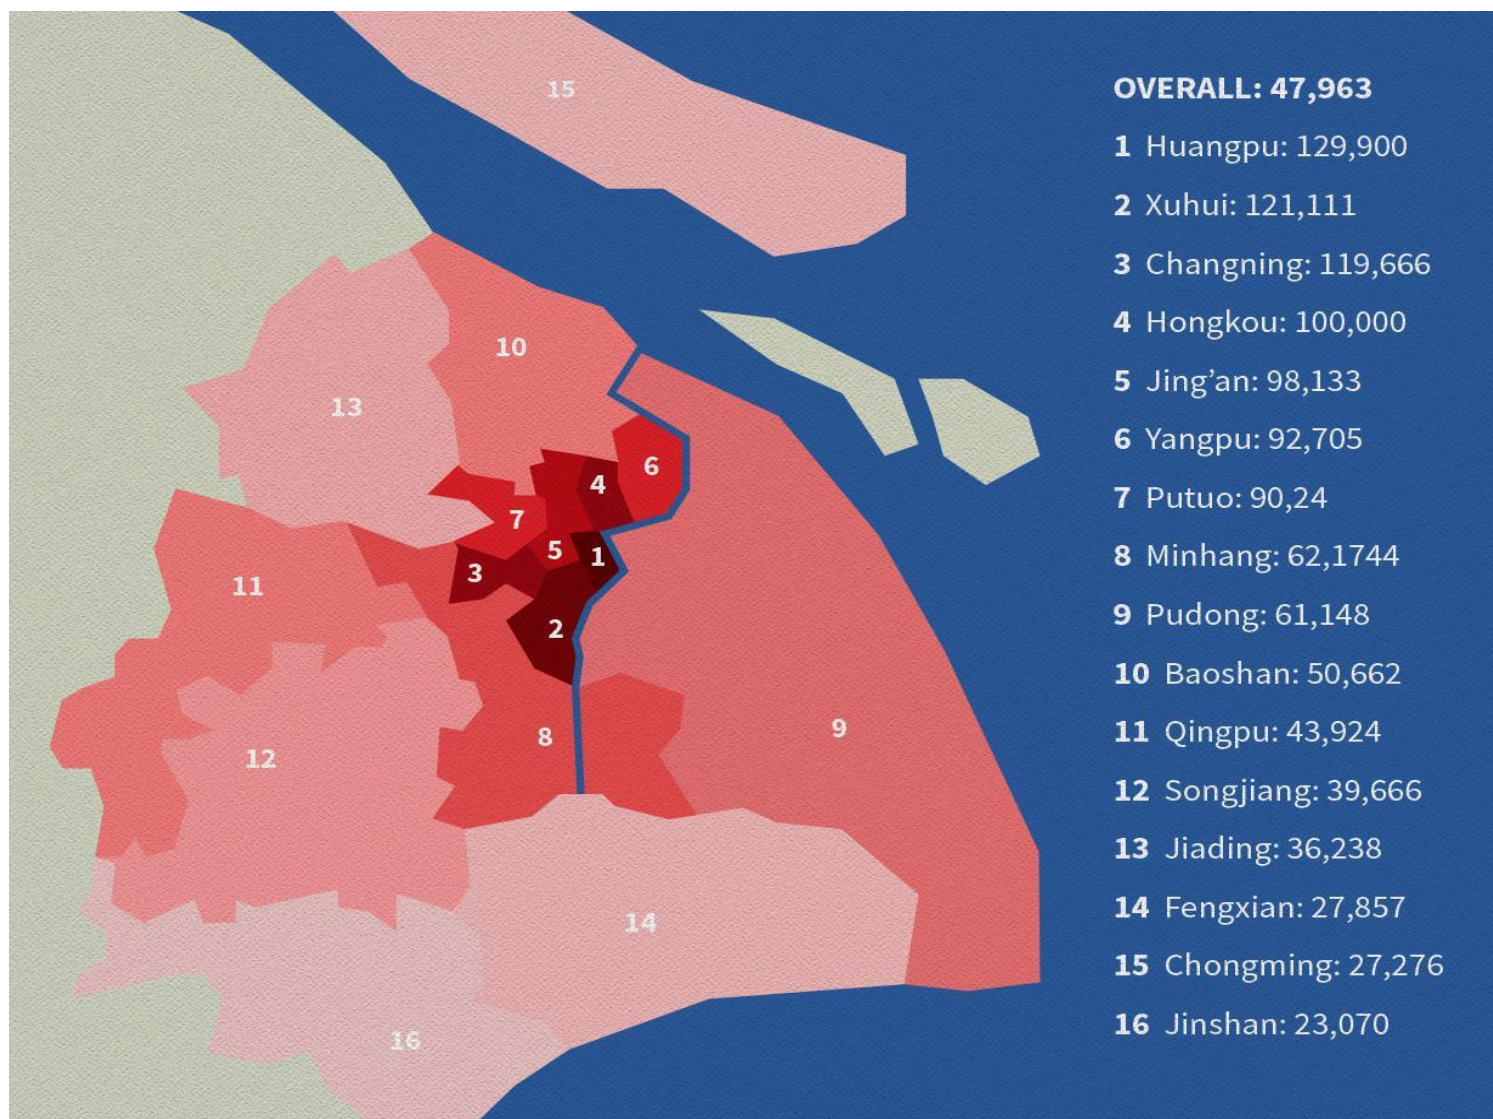 15
OVERALL: 47,963
1 Huangpu: 129,900
2 Xuhui: 121,111
3 Changning: 119,666
4 Hongkou: 100,000
5 Jing’an: 98,133
6 Yangpu: 92,705
7 Putuo: 90,24
8 Minhang: 62,1744
9 Pudong: 61,148
10 Baoshan: 50,662
11 Qingpu: 43,924
12 Songjiang: 39,666
13 Jiading: 36,238
14 Fengxian: 27,857
15 Chongming: 27,276
16 Jinshan: 23,070
10
13
6
4
7
5
1
3
11
2
9
8
12
14
16